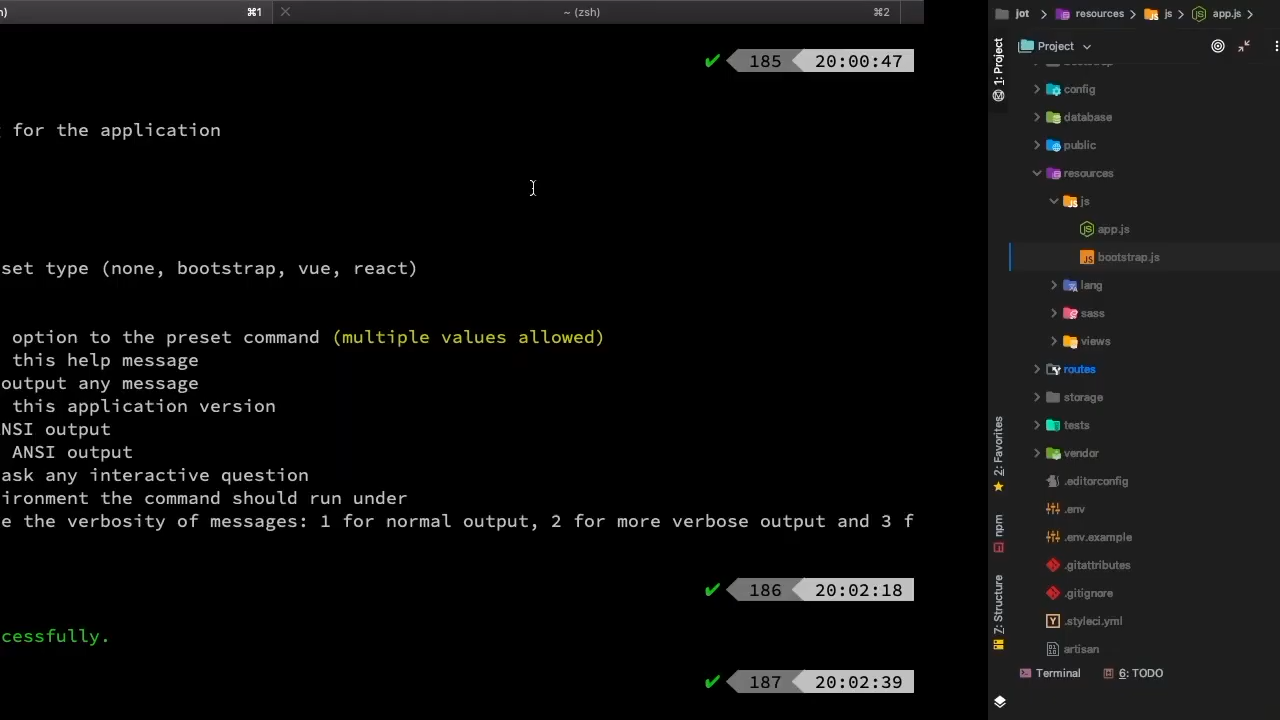 ⌘1
~ (zsh)
⌘2
185 20:00:47
for the application
set type (none, bootstrap, vue, react)
option to the preset command (multiple values allowed)
this help message
output any message
this application version
NSI output
ANSI output
ask any interactive question
ironment the command should run under
e the verbosity of messages: 1 for normal output, 2 for more verbose output and 3 f
186 20:02:18
cessfully.
187 20:02:39
jot
resources
js
app.js
1: Project
Project
config
database
public
resources
js
app.js
bootstrap.js
lang
sass
views
routes
storage
tests
vendor
.editorconfig
.env
.env.example
.gitattributes
.gitignore
.styleci.yml
artisan
2: Favorites
npm
7: Structure
Terminal
6: TODO